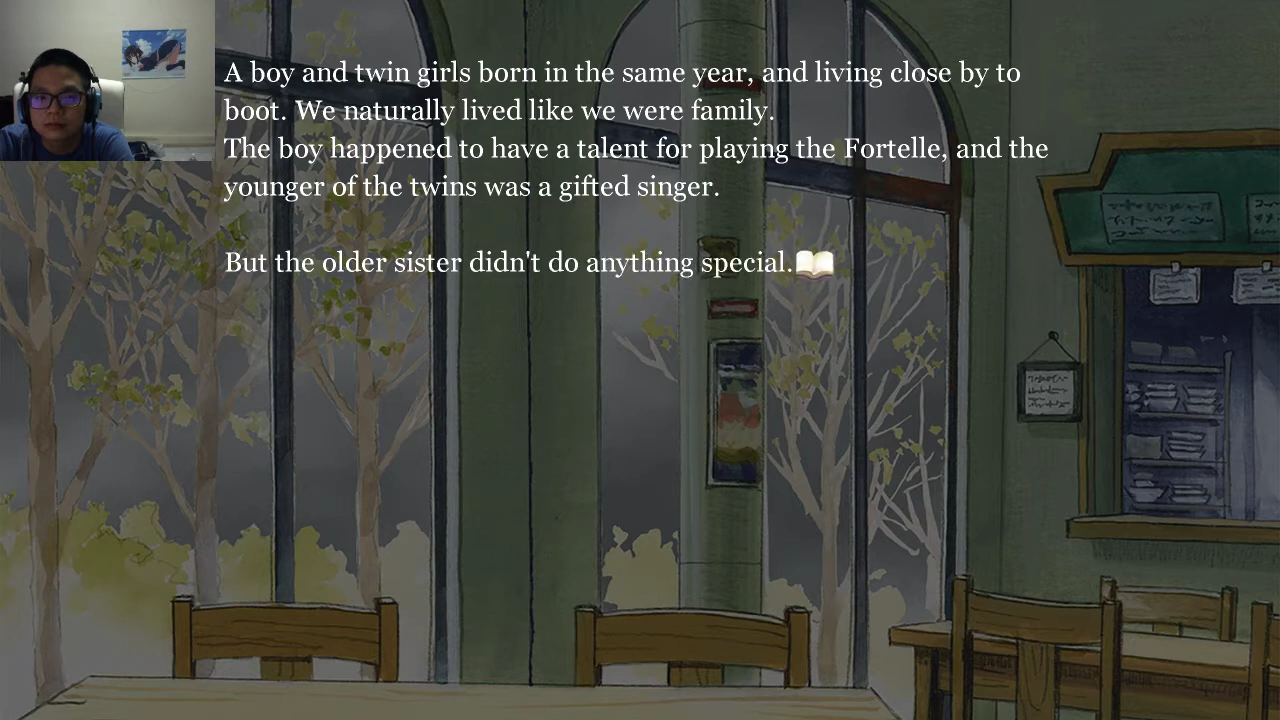 A boy and twin girls born in the same year, and living close by to
boot. We naturally lived like we were family.
The boy happened to have a talent for playing the Fortelle, and the
younger of the twins was a gifted singer.
But the older sister didn't do anything special.